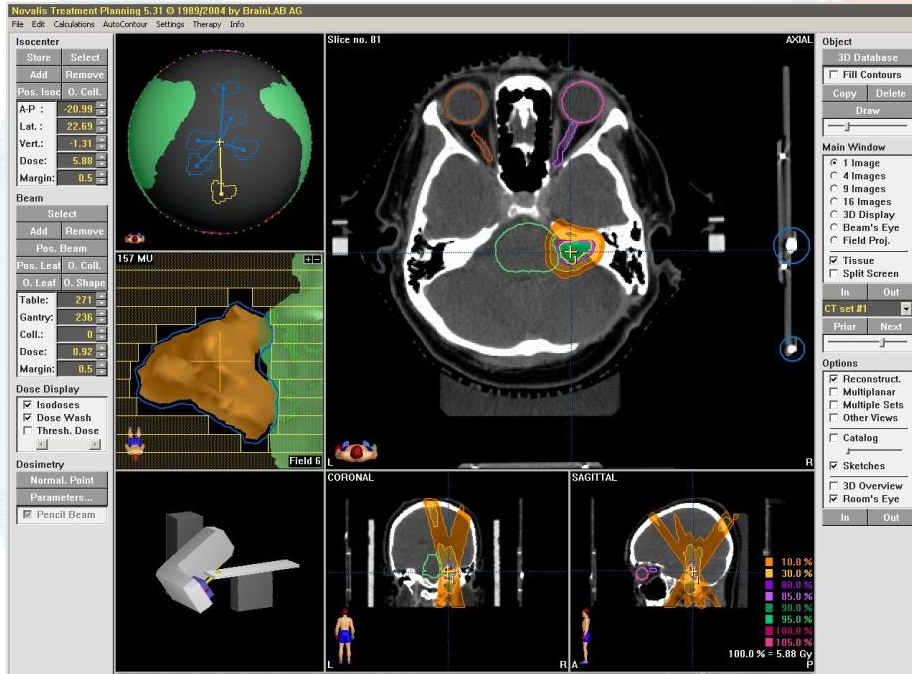 Novalis Treatment Planning 5.31 © 1989/2004 by BrainLAB AG
File Edit Calculations AutoContour Settings Therapy Info
Isocenter
Store Select
Add Remove
Pos. Isoc O. Coll.
A-P : -20.99
Lat. : 22.69
Vert.: -1.31
Dose: 5.88
Margin: 0.5
Beam
Select
Add Remove
Pos. Beam
Pos. Leaf O. Coll.
O. Leaf O. Shape
Table: 271
Gantry: 236
Coll.: 0
Dose: 0.92
Margin: 0.5
Dose Display
Isodoses
Dose Wash
Thresh. Dose
Dosimetry
Normal. Point
Parameters...
Pencil Beam
157 MU
Field 6
Slice no. 81
AXIAL
L
R
CORONAL
L
R
SAGITTAL
10.0 %
30.0 %
80.0 %
85.0 %
90.0 %
95.0 %
100.0 %
105.0 %
100.0 % = 5.88 Gy
A
P
Object
3D Database
Fill Contours
Copy Delete
Draw
Main Window
1 Image
4 Images
9 Images
16 Images
3D Display
Beam's Eye
Field Proj.
Tissue
Split Screen
In Out
CT set #1
Prior Next
Options
Reconstruct.
Multiplanar
Multiple Sets
Other Views
Catalog
Sketches
3D Overview
Room's Eye
In Out